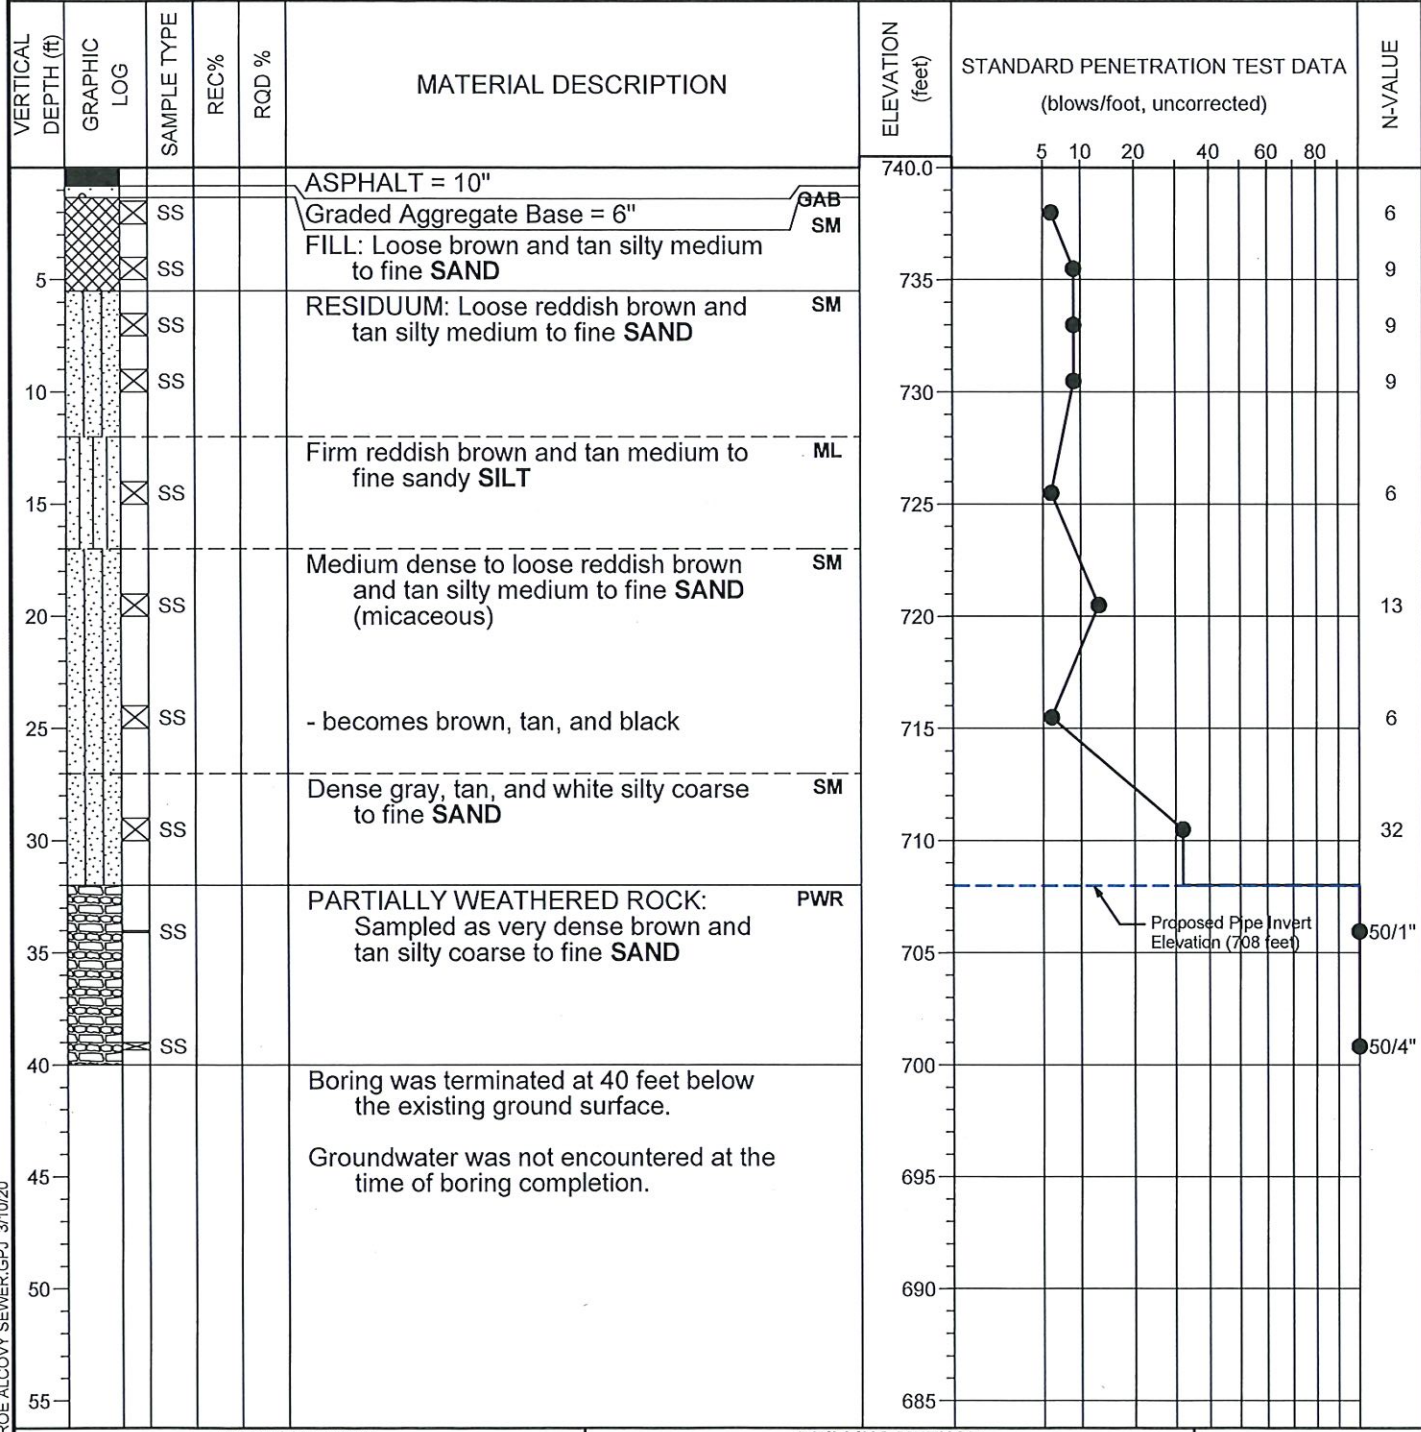 VERTICAL
DEPTH (ft)
GRAPHIC
LOG
SAMPLE TYPE
REC%
RQD %
MATERIAL DESCRIPTION
ELEVATION
(feet)
STANDARD PENETRATION TEST DATA
(blows/foot, uncorrected)
N-VALUE
5 10 20 40 60 80
740.0
ASPHALT = 10"
GAB
Graded Aggregate Base = 6"
SS
6
SM
FILL: Loose brown and tan silty medium
to fine SAND
SS
9
5
735
RESIDUUM: Loose reddish brown and SM
tan silty medium to fine SAND
SS
9
SS
9
10
730
Firm reddish brown and tan medium to ML
fine sandy SILT
SS
6
15
725
Medium dense to loose reddish brown SM
and tan silty medium to fine SAND
(micaceous)
SS
13
20
720
SS
- becomes brown, tan, and black
6
25
715
Dense gray, tan, and white silty coarse SM
to fine SAND
SS
32
30
710
PARTIALLY WEATHERED ROCK: PWR
Sampled as very dense brown and
tan silty coarse to fine SAND
Proposed Pipe Invert
Elevation (708 feet)
SS
50/1"
35
705
SS
50/4"
40
700
Boring was terminated at 40 feet below
the existing ground surface.
Groundwater was not encountered at the
time of boring completion.
45
695
50
690
55
685
ALCOVY SEWER.GPJ 3/10/20